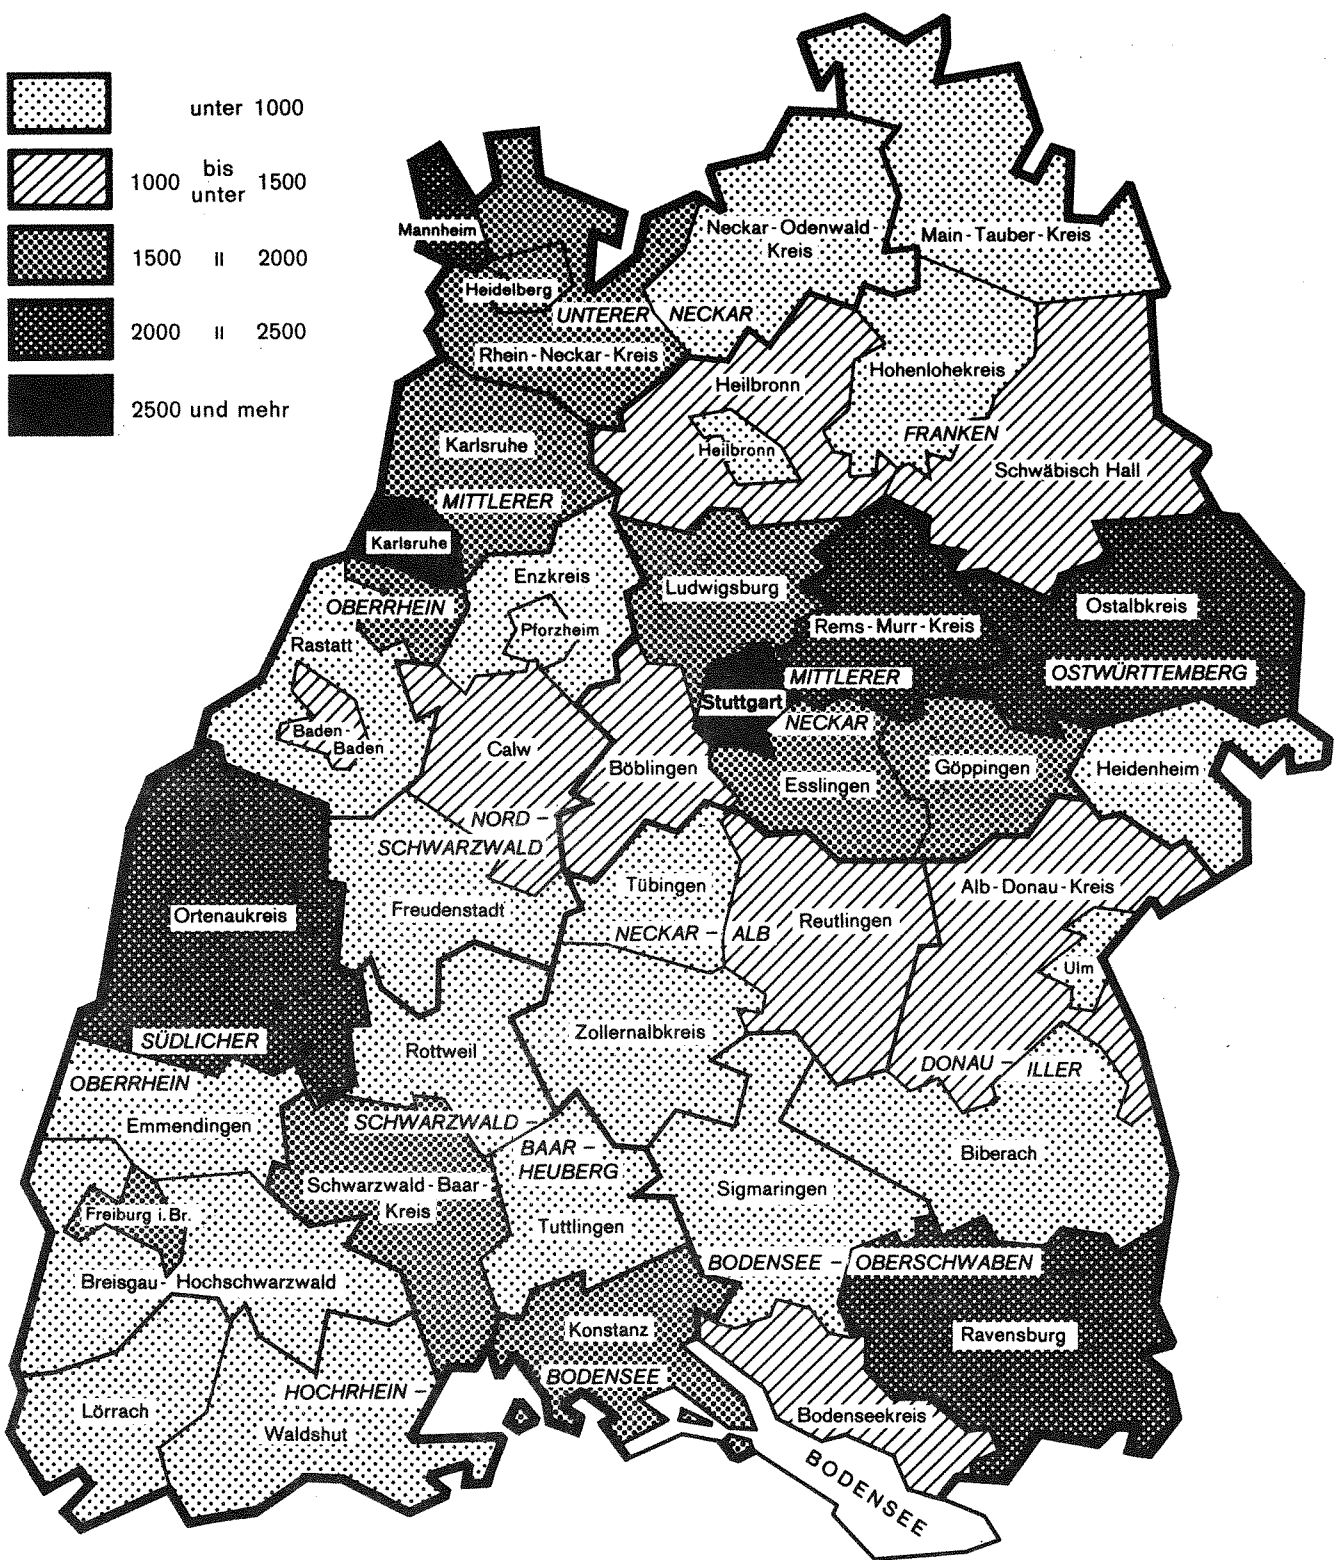 unter 1000
1000 bis unter 1500
1500 " 2000
2000 " 2500
2500 und mehr
Mannheim
Neckar-Odenwald-
Kreis
Main-Tauber-Kreis
Heidelberg
UNTERER NECKAR
Rhein-Neckar-Kreis
Heilbronn
Hohenlohekreis
Karlsruhe
Heilbronn
FRANKEN
Schwäbisch Hall
MITTLERER
Karlsruhe
Enzkreis
Ludwigsburg
Ostalbkreis
OBERRHEIN
Pforzheim
Rems-Murr-Kreis
Rastatt
MITTLERER
OSTWÜRTTEMBERG
Stuttgart
NECKAR
Baden-
Baden
Calw
Böblingen
Esslingen
Göppingen
Heidenheim
NORD-
SCHWARZWALD
Tübingen
Alb-Donau-Kreis
Ortenaukreis
Freudenstadt
Reutlingen
NECKAR - ALB
Ulm
SÜDLICHER
Zollernalbkreis
Rottweil
DONAU - ILLER
OBERRHEIN
Emmendingen
SCHWARZWALD -
BAAR -
HEUBERG
Biberach
Schwarzwald-Baar-
Kreis
Sigmaringen
Freiburg i. Br.
Tuttlingen
BODENSEE - OBERSCHWABEN
Breisgau - Hochschwarzwald
Konstanz
Ravensburg
BODENSEE
HOCHRHEIN -
Lörrach
Waldshut
Bodenseekreis
BODENSEE